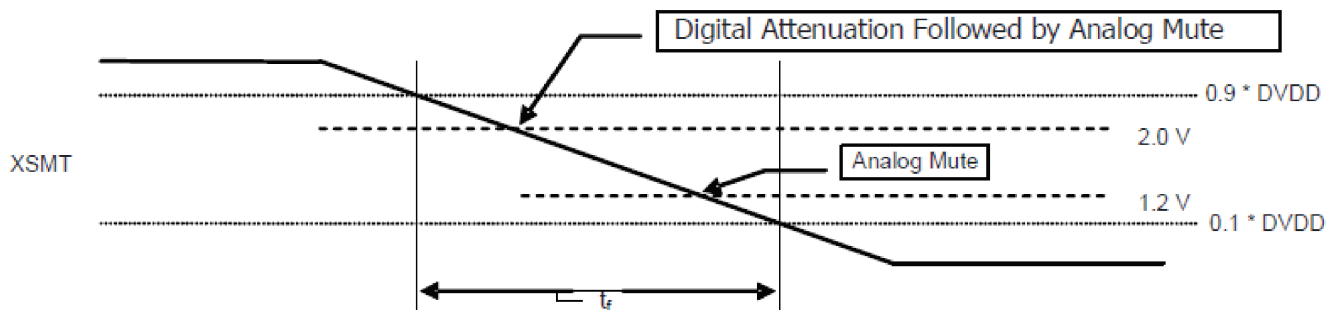 Digital Attenuation Followed by Analog Mute
0.9 * DVDD
2.0 V
XSMT
Analog Mute
1.2 V
0.1 * DVDD
tf